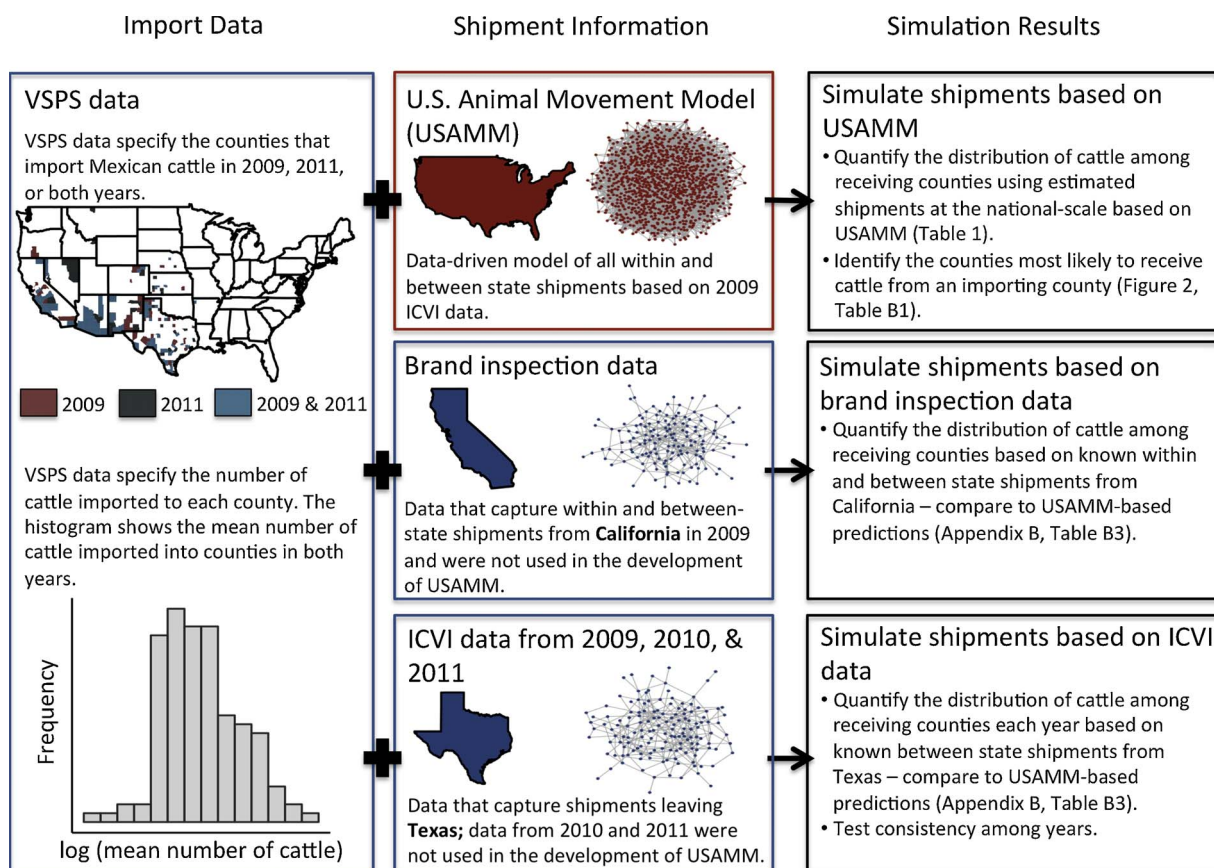 Import Data
Shipment Information
Simulation Results
VSPS data
VSPS data specify the counties that
import Mexican cattle in 2009, 2011,
or both years.
2009
2011
2009 & 2011
VSPS data specify the number of
cattle imported to each county. The
histogram shows the mean number of
cattle imported into counties in both
years.
Frequency
log (mean number of cattle)
U.S. Animal Movement Model
(USAMM)
Data-driven model of all within and
between state shipments based on 2009
ICVI data.
Brand inspection data
Data that capture within and between-
state shipments from California in 2009
and were not used in the development
of USAMM.
ICVI data from 2009, 2010, &
2011
Data that capture shipments leaving
Texas; data from 2010 and 2011 were
not used in the development of USAMM.
Simulate shipments based on
USAMM
• Quantify the distribution of cattle among
receiving counties using estimated
shipments at the national-scale based on
USAMM (Table 1).
• Identify the counties most likely to receive
cattle from an importing county (Figure 2,
Table B1).
Simulate shipments based on
brand inspection data
• Quantify the distribution of cattle among
receiving counties based on known within
and between state shipments from
California – compare to USAMM-based
predictions (Appendix B, Table B3).
Simulate shipments based on ICVI
data
• Quantify the distribution of cattle among
receiving counties each year based on
known between state shipments from
Texas – compare to USAMM-based
predictions (Appendix B, Table B3).
• Test consistency among years.